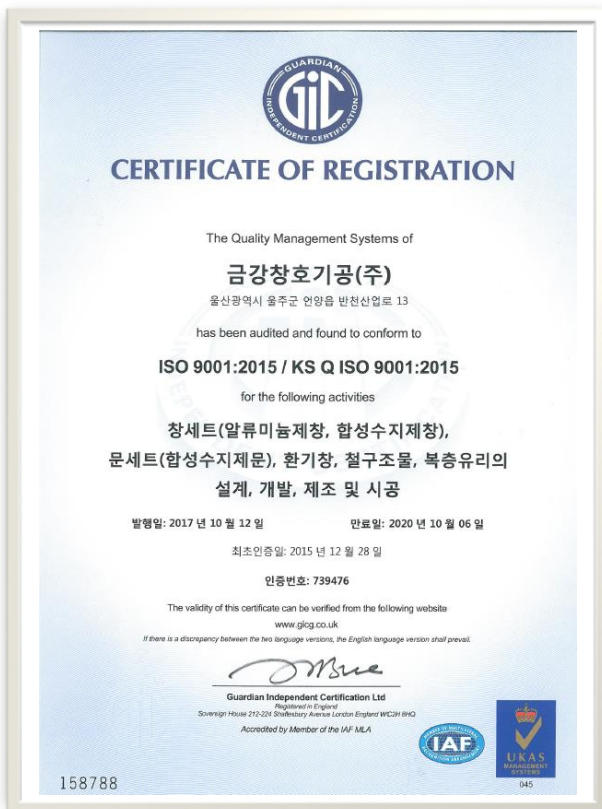 GUARDIAN
GIC
INDEPENDENT CERTIFICATION
CERTIFICATE OF REGISTRATION
The Quality Management Systems of
금강창호기공(주)
울산광역시 울주군 언양읍 반천산업로 13
has been audited and found to conform to
ISO 9001:2015 / KS Q ISO 9001:2015
for the following activities
창세트(알류미늄제창, 합성수지제창),
문세트(합성수지제문), 환기창, 철구조물, 복층유리의
설계, 개발, 제조 및 시공
발행일: 2017 년 10 월 12 일 만료일: 2020 년 10 월 06 일
최초인증일: 2015 년 12 월 28 일
인증번호: 739476
The validity of this certificate can be verified from the following website
www.gicg.co.uk
If there is a discrepancy between the two language versions, the English language version shall prevail.
Guardian Independent Certification Ltd
Registered in England
Sovereign House 212-224 Shaftesbury Avenue London England WC2H 8HQ
Accredited by Member of the IAF MLA
IAF
UKAS
MANAGEMENT
SYSTEMS
045
158788